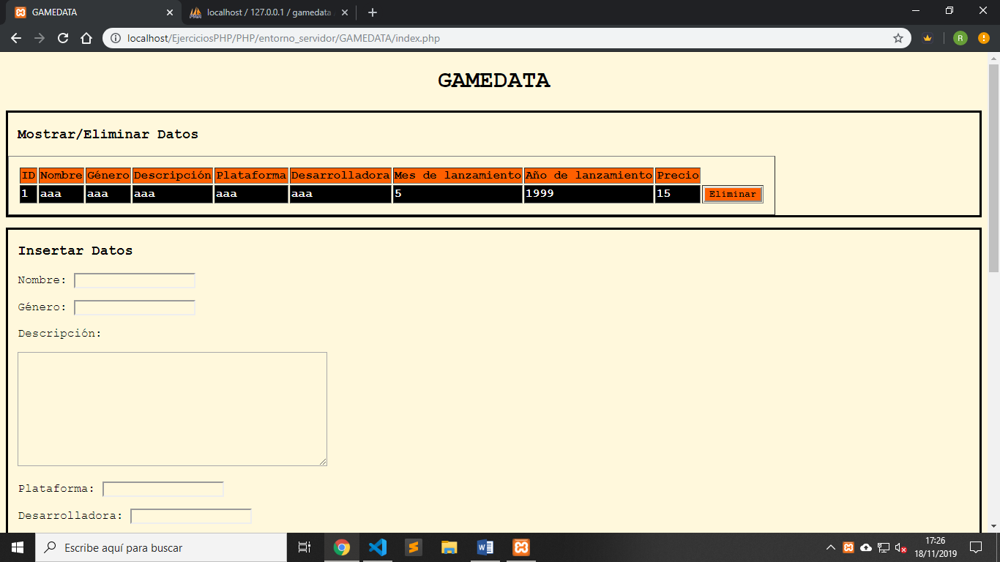 GAMEDATA
localhost / 127.0.0.1 / gamedata
localhost/EjerciciosPHP/PHP/entorno_servidor/GAMEDATA/index.php
R
GAMEDATA
Mostrar/Eliminar Datos
ID Nombre Género Descripción Plataforma Desarrolladora Mes de lanzamiento Año de lanzamiento Precio
1 aaa aaa aaa aaa aaa 5 1999 15 Eliminar
Insertar Datos
Nombre:
Género:
Descripción:
Plataforma:
Desarrolladora:
Escribe aquí para buscar
17:26
18/11/2019